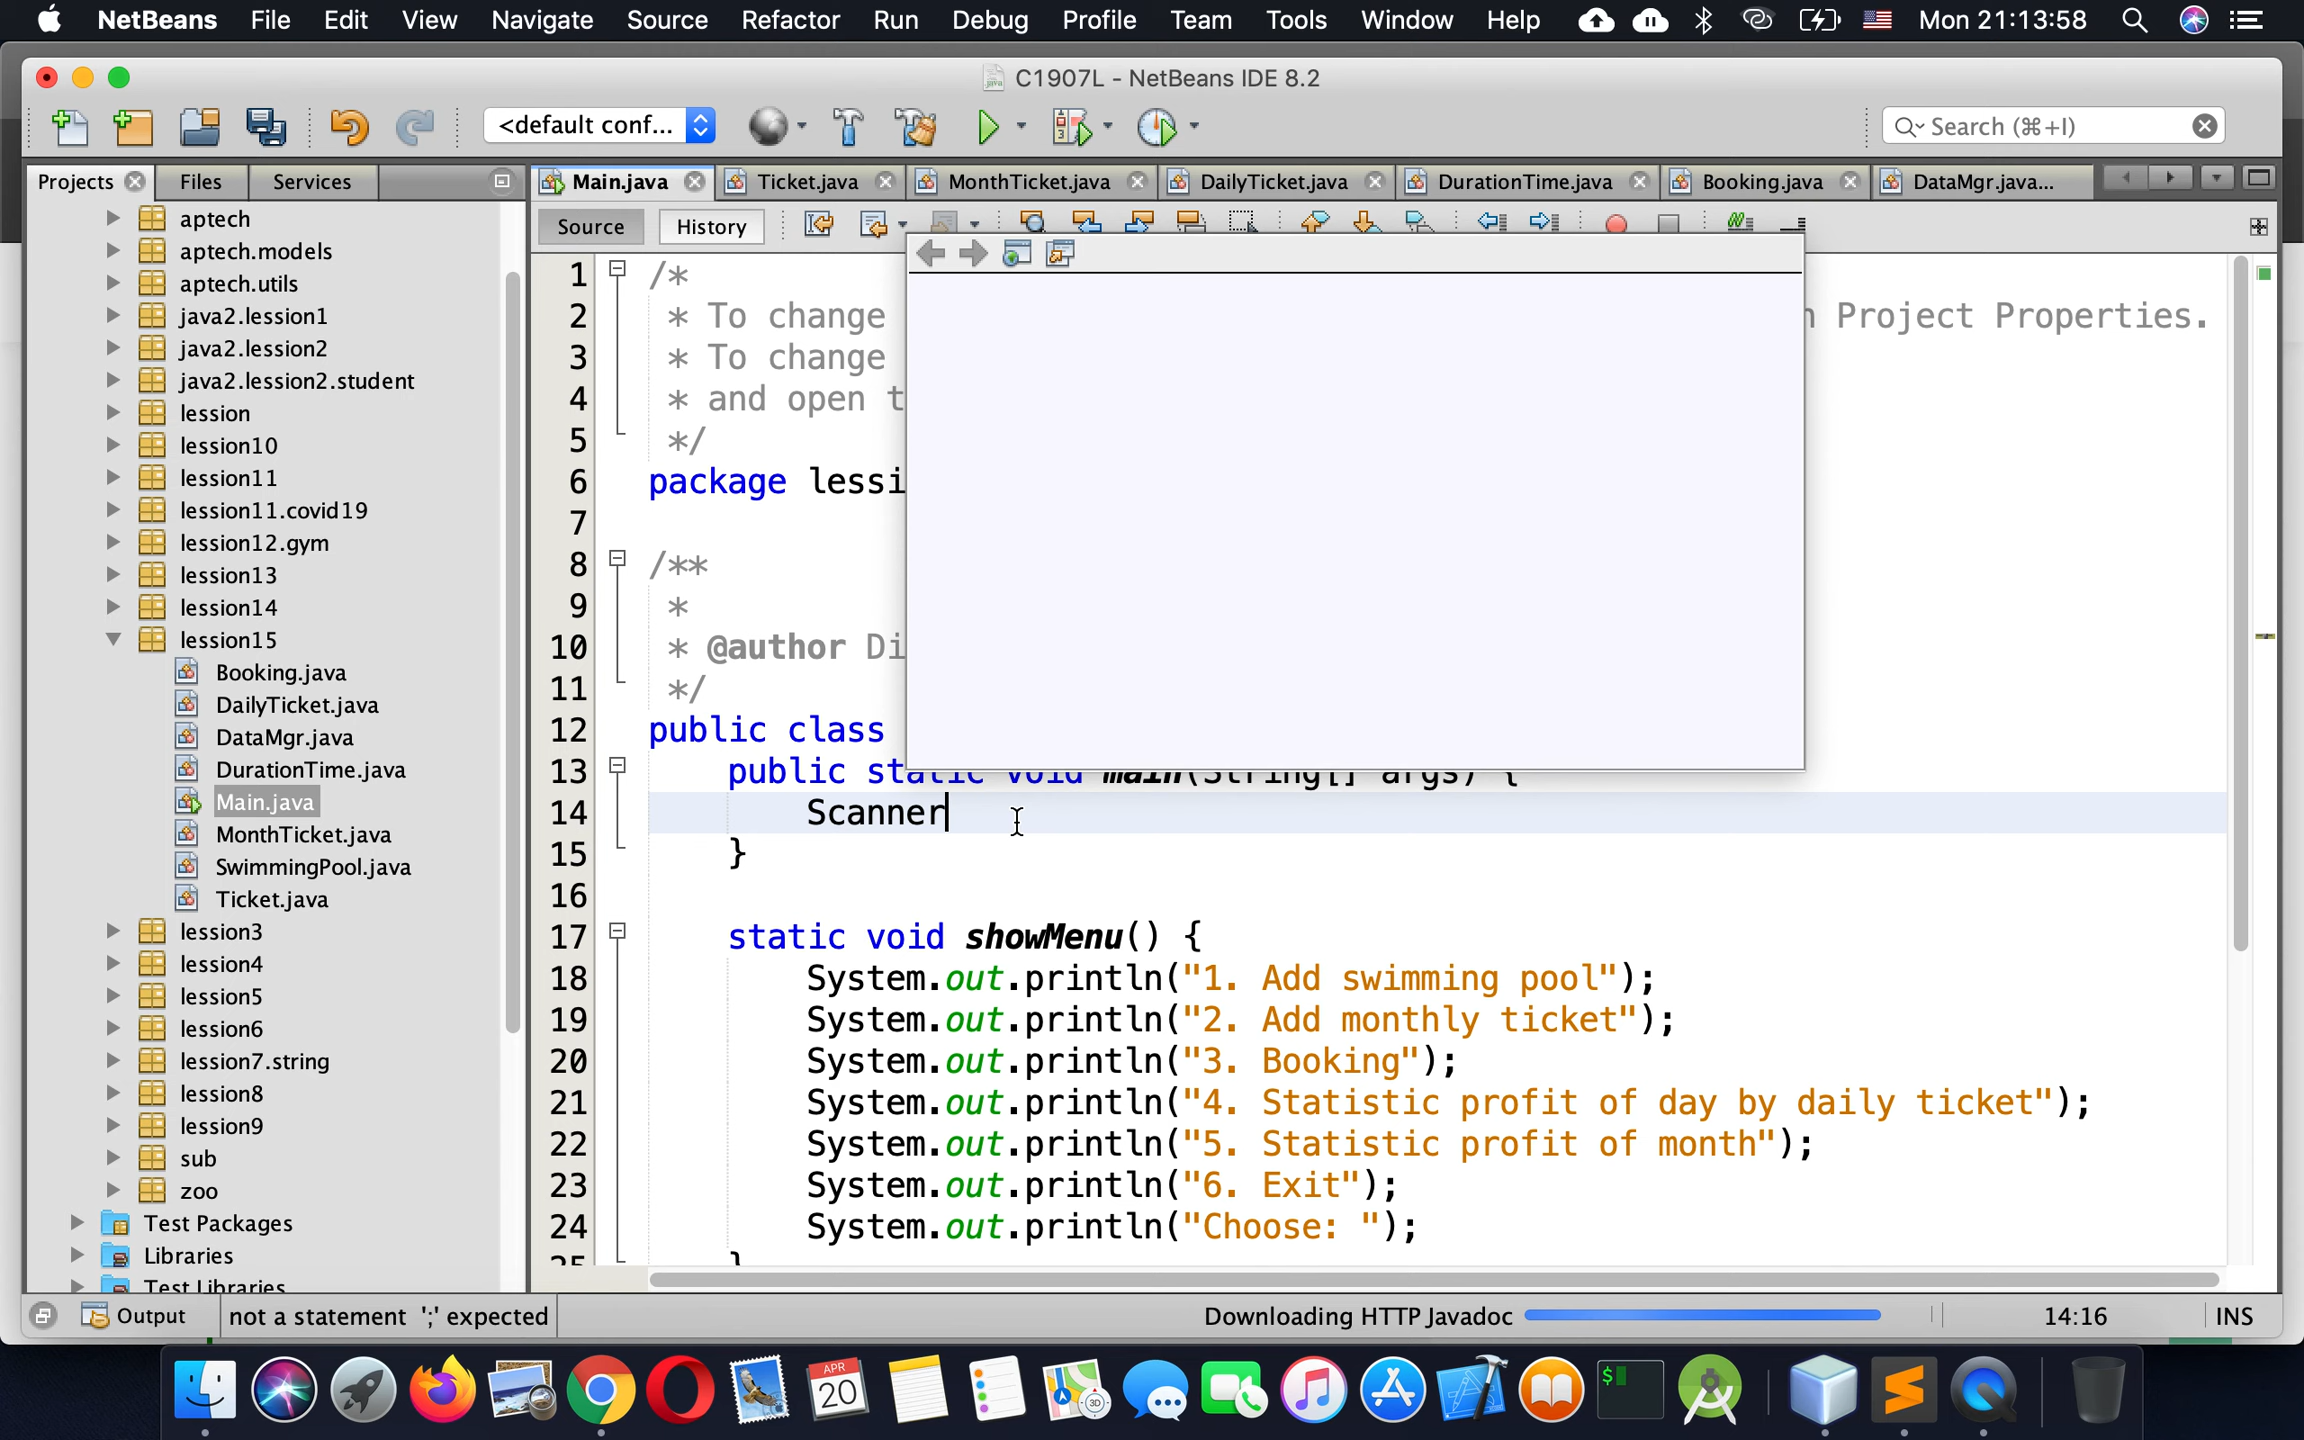 NetBeans File Edit View Navigate Source Refactor Run Debug Profile Team Tools Window Help Mon 21:13:58
C1907L - NetBeans IDE 8.2
<default conf... Search (⌘+I)
Projects Files Services
Main.java Ticket.java MonthTicket.java DailyTicket.java DurationTime.java Booking.java DataMgr.java...
Source History
aptech
aptech.models
aptech.utils
java2.lession1
java2.lession2
java2.lession2.student
lession
lession10
lession11
lession11.covid19
lession12.gym
lession13
lession14
lession15
Booking.java
DailyTicket.java
DataMgr.java
DurationTime.java
Main.java
MonthTicket.java
SwimmingPool.java
Ticket.java
lession3
lession4
lession5
lession6
lession7.string
lession8
lession9
sub
zoo
Test Packages
Libraries
Test Libraries
1 /*
2 * To change n Project Properties.
3 * To change
4 * and open t
5 */
6 package lessi
7
8 /**
9 *
10 * @author Di
11 */
12 public class
13 public static void main(String[] args) {
14 Scanner
15 }
16
17 static void showMenu() {
18 System.out.println("1. Add swimming pool");
19 System.out.println("2. Add monthly ticket");
20 System.out.println("3. Booking");
21 System.out.println("4. Statistic profit of day by daily ticket");
22 System.out.println("5. Statistic profit of month");
23 System.out.println("6. Exit");
24 System.out.println("Choose: ");
25 }
Output not a statement ';' expected Downloading HTTP Javadoc 14:16 INS
APR
20
3D
$